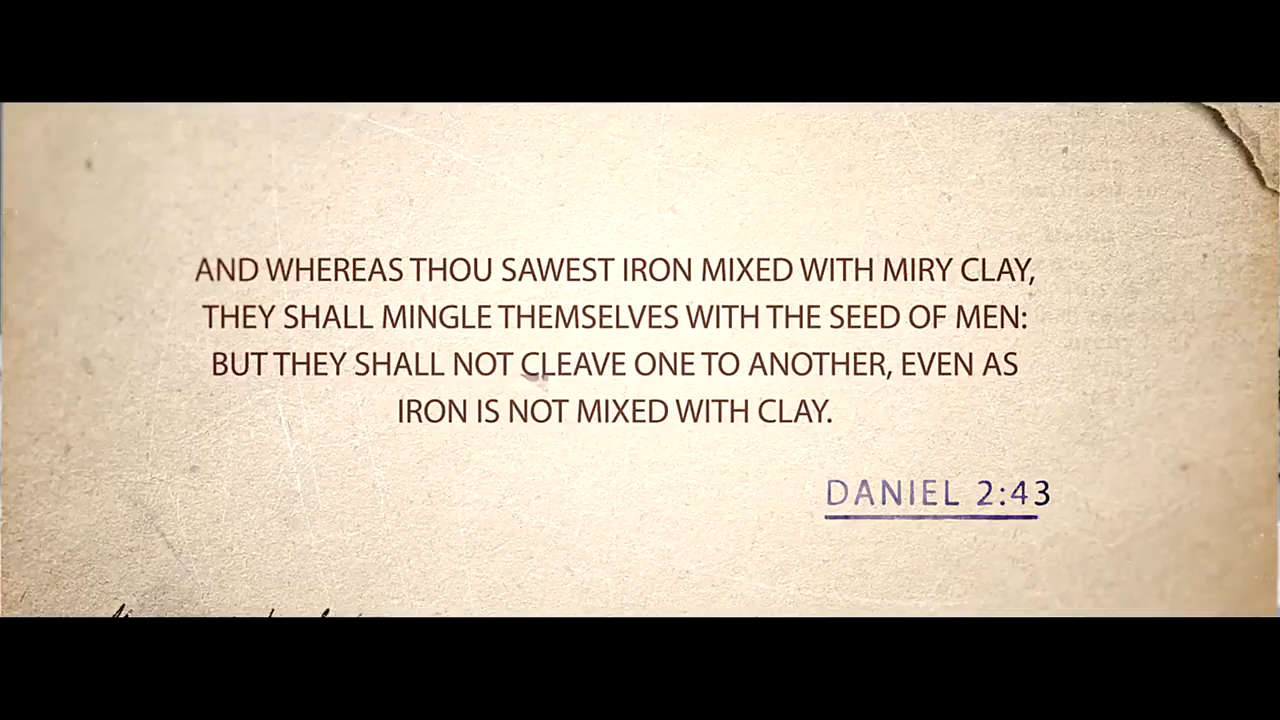 AND WHEREAS THOU SAWEST IRON MIXED WITH MIRY CLAY,
THEY SHALL MINGLE THEMSELVES WITH THE SEED OF MEN:
BUT THEY SHALL NOT CLEAVE ONE TO ANOTHER, EVEN AS
IRON IS NOT MIXED WITH CLAY.
DANIEL 2:43